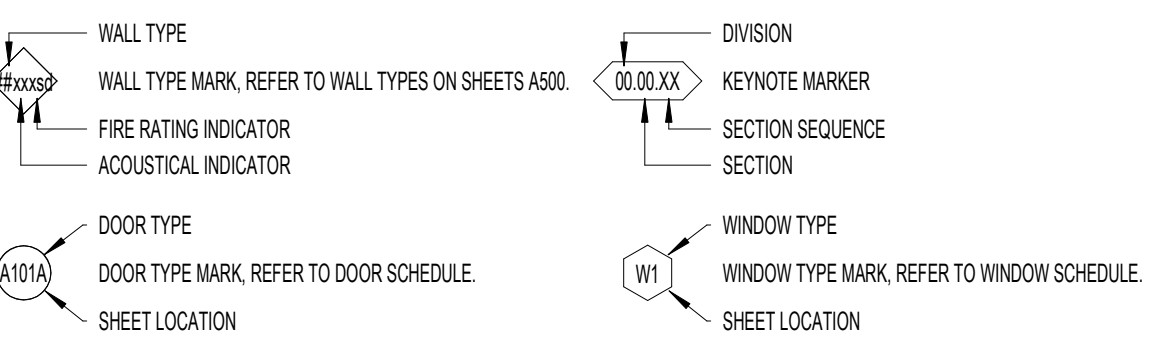 WALL TYPE
##xxxsd
WALL TYPE MARK, REFER TO WALL TYPES ON SHEETS A500.
FIRE RATING INDICATOR
ACOUSTICAL INDICATOR
DIVISION
00.00.XX
KEYNOTE MARKER
SECTION SEQUENCE
SECTION
DOOR TYPE
A101A
DOOR TYPE MARK, REFER TO DOOR SCHEDULE.
SHEET LOCATION
WINDOW TYPE
W1
WINDOW TYPE MARK, REFER TO WINDOW SCHEDULE.
SHEET LOCATION